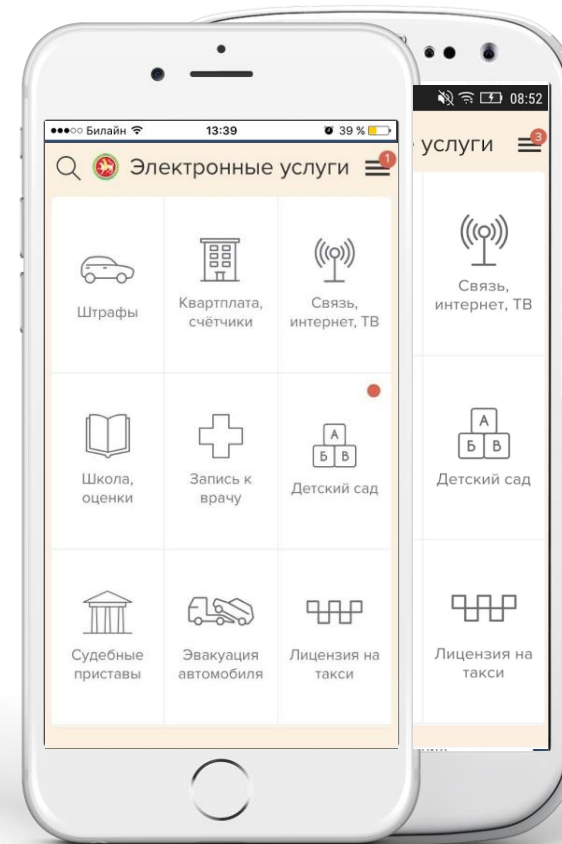 Билайн 13:39 39 %
Электронные услуги 1
Штрафы
Квартплата,
счётчики
Связь,
интернет, ТВ
Школа,
оценки
Запись к
врачу
А
Б В
Детский сад
Судебные
приставы
Эвакуация
автомобиля
Лицензия на
такси
08:52
услуги 3
Связь,
интернет, ТВ
А
Б В
Детский сад
Лицензия на
такси